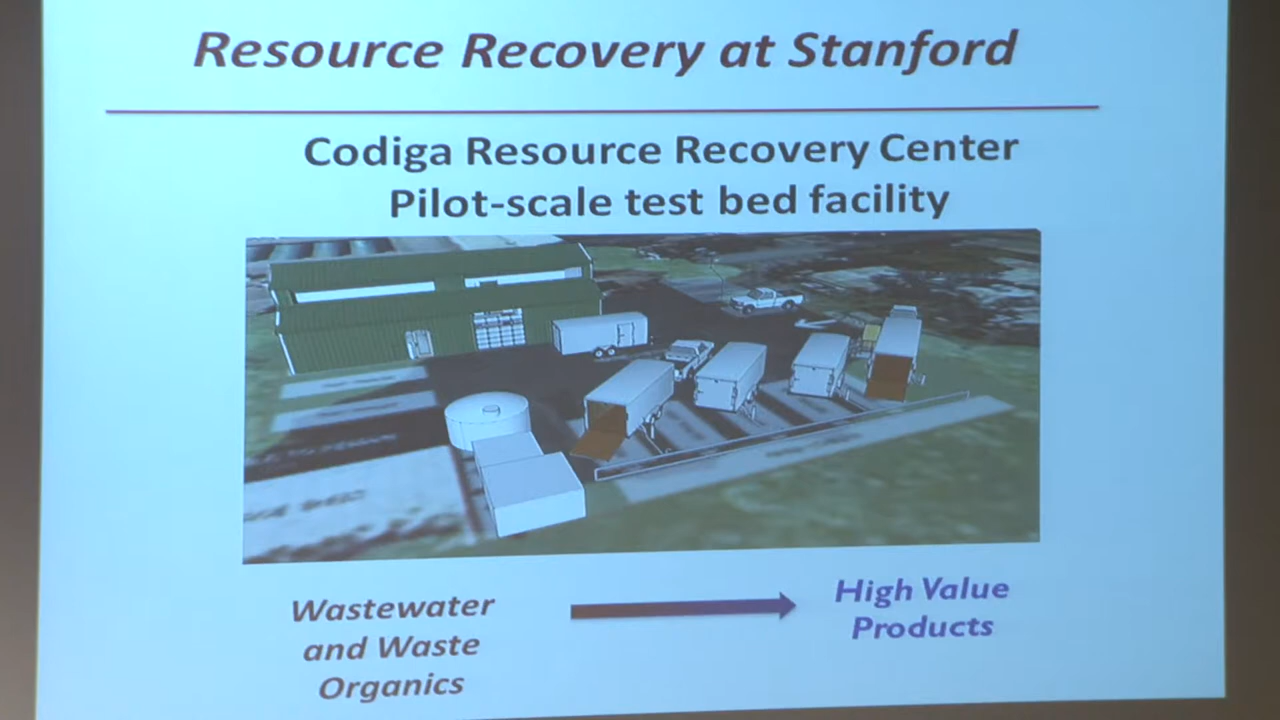 Resource Recovery at Stanford
Codiga Resource Recovery Center
Pilot-scale test bed facility
Wastewater
and Waste
Organics
High Value
Products